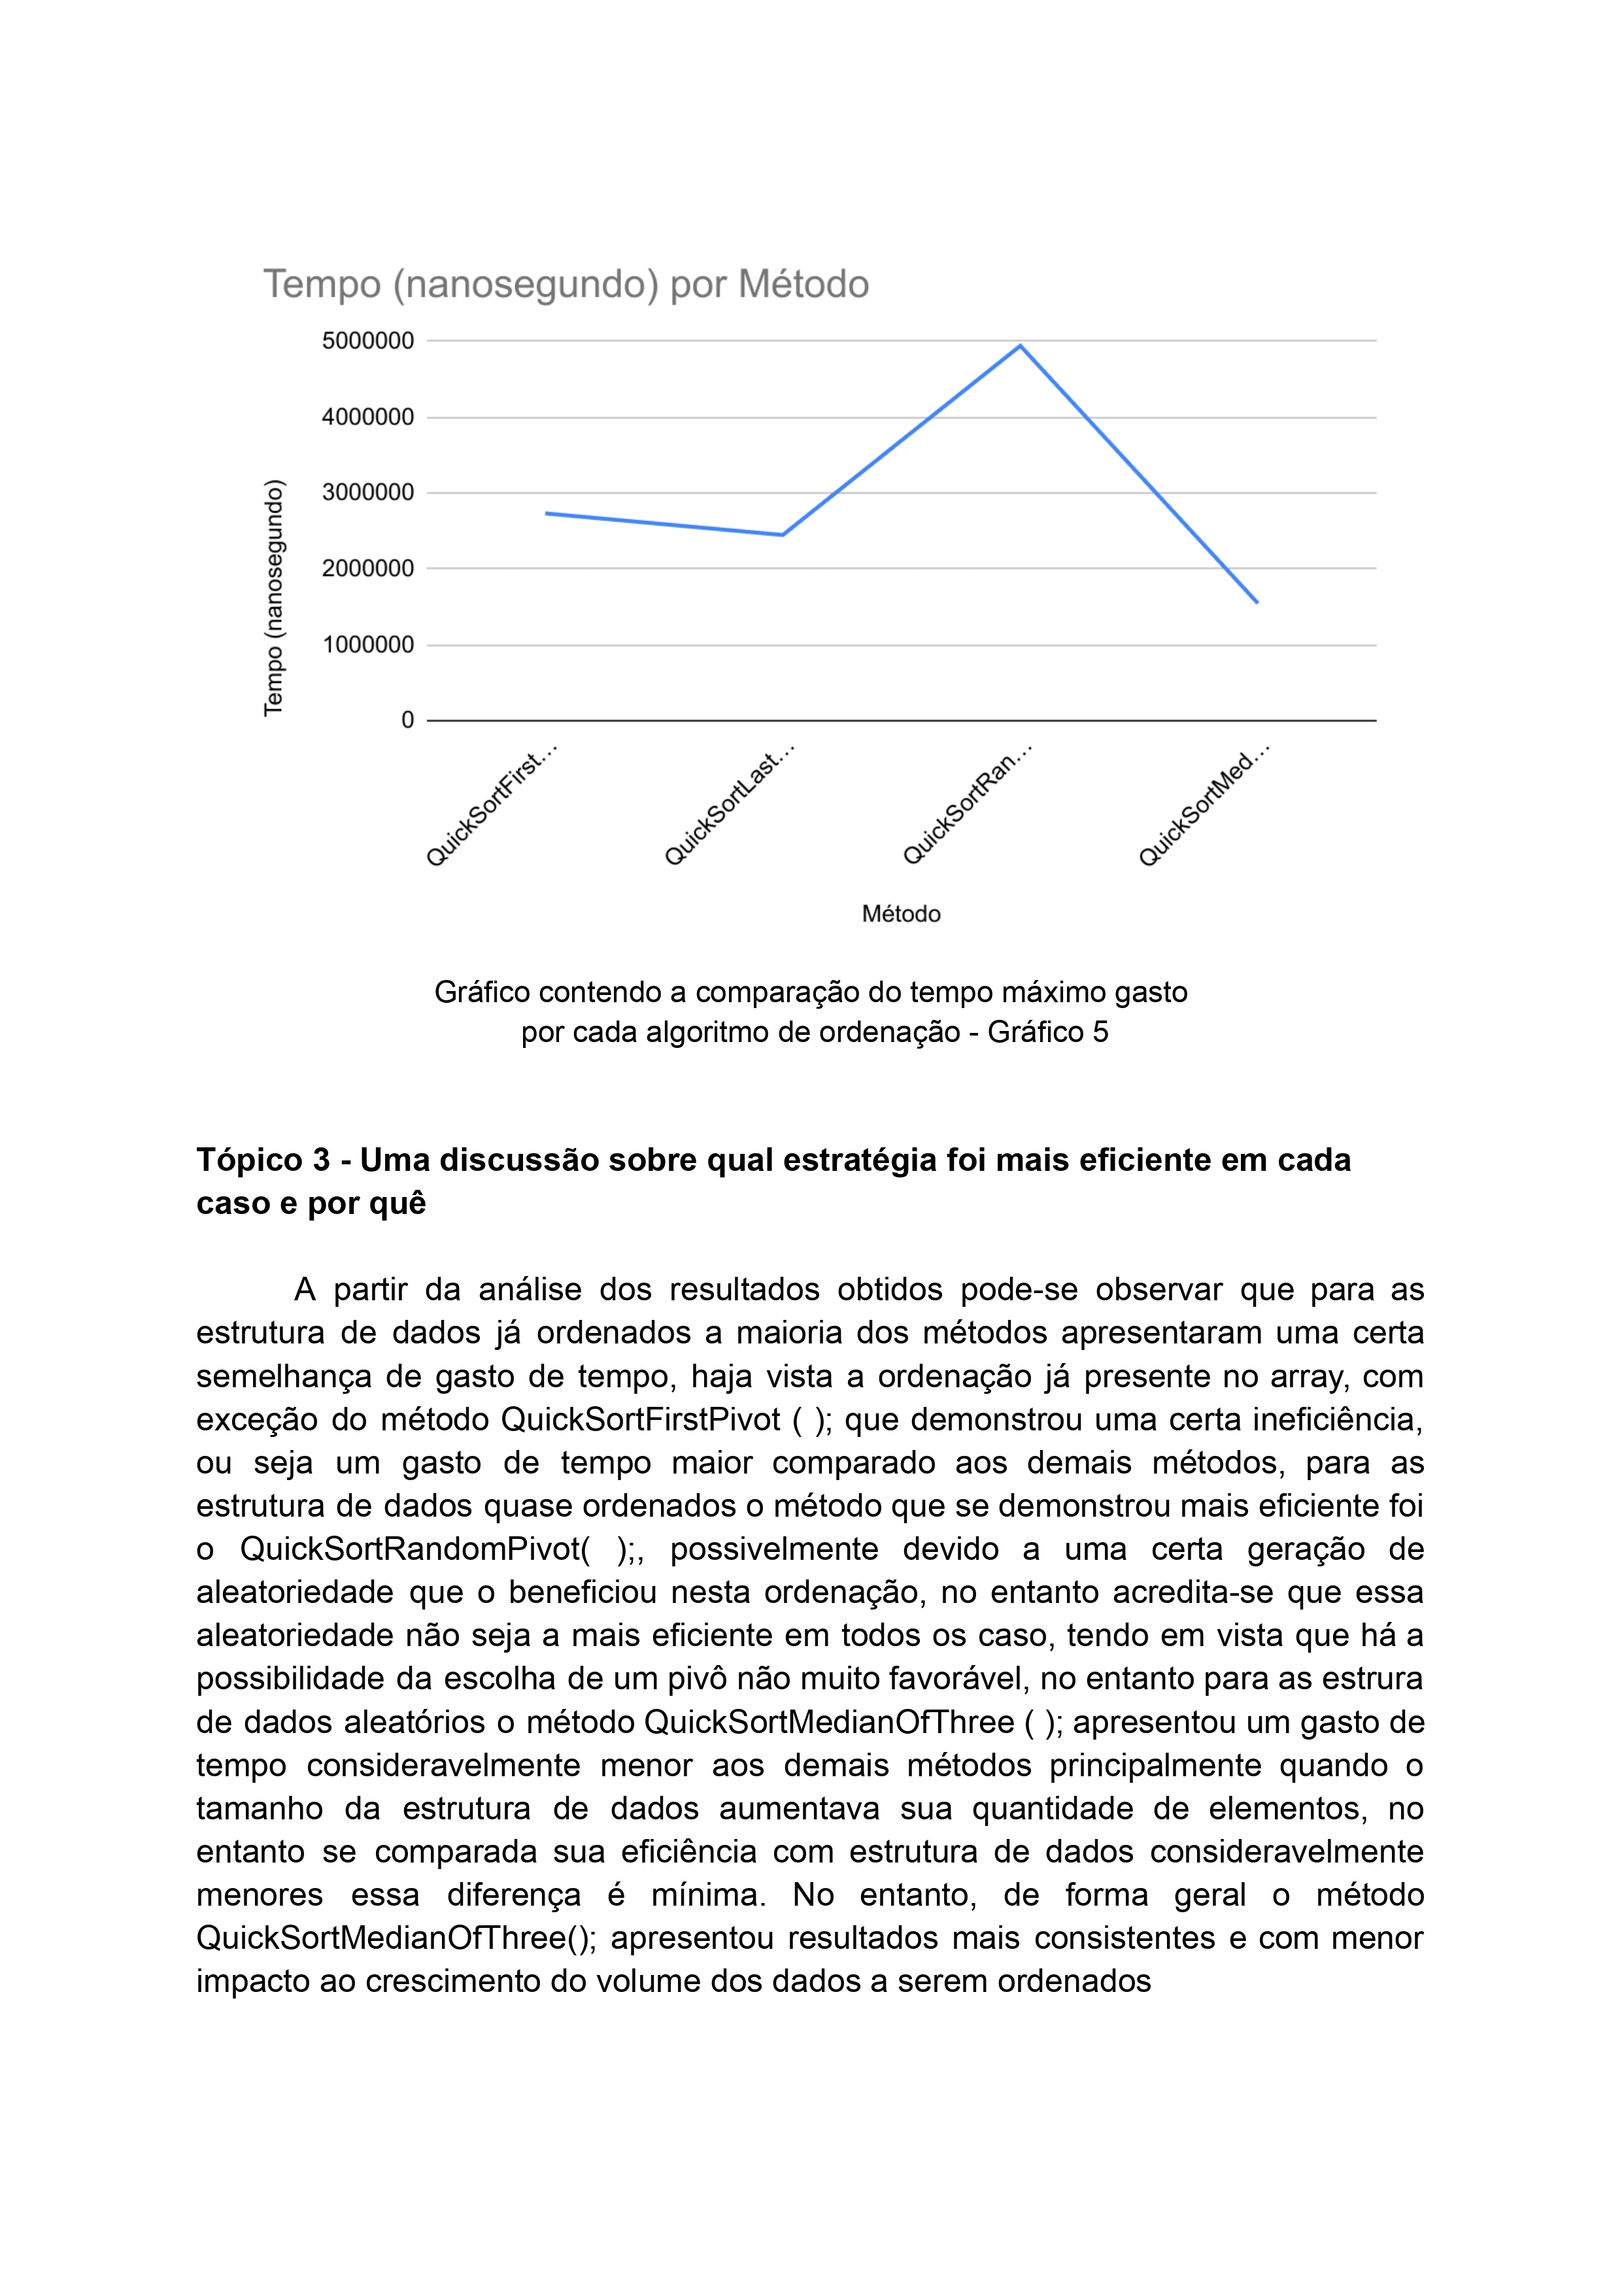 Tempo (nanosegundo) por Método
5000000
4000000
3000000
2000000
1000000
0
Tempo (nanosegundo)
QuickSortFirst…
QuickSortLast…
QuickSortRan…
QuickSortMed…
Método
Gráfico contendo a comparação do tempo máximo gasto
por cada algoritmo de ordenação - Gráfico 5
Tópico 3 - Uma discussão sobre qual estratégia foi mais eficiente em cada
caso e por quê
A partir da análise dos resultados obtidos pode-se observar que para as
estrutura de dados já ordenados a maioria dos métodos apresentaram uma certa
semelhança de gasto de tempo, haja vista a ordenação já presente no array, com
exceção do método QuickSortFirstPivot ( ); que demonstrou uma certa ineficiência,
ou seja um gasto de tempo maior comparado aos demais métodos, para as
estrutura de dados quase ordenados o método que se demonstrou mais eficiente foi
o QuickSortRandomPivot( );, possivelmente devido a uma certa geração de
aleatoriedade que o beneficiou nesta ordenação, no entanto acredita-se que essa
aleatoriedade não seja a mais eficiente em todos os caso, tendo em vista que há a
possibilidade da escolha de um pivô não muito favorável, no entanto para as estrura
de dados aleatórios o método QuickSortMedianOfThree ( ); apresentou um gasto de
tempo consideravelmente menor aos demais métodos principalmente quando o
tamanho da estrutura de dados aumentava sua quantidade de elementos, no
entanto se comparada sua eficiência com estrutura de dados consideravelmente
menores essa diferença é mínima. No entanto, de forma geral o método
QuickSortMedianOfThree(); apresentou resultados mais consistentes e com menor
impacto ao crescimento do volume dos dados a serem ordenados